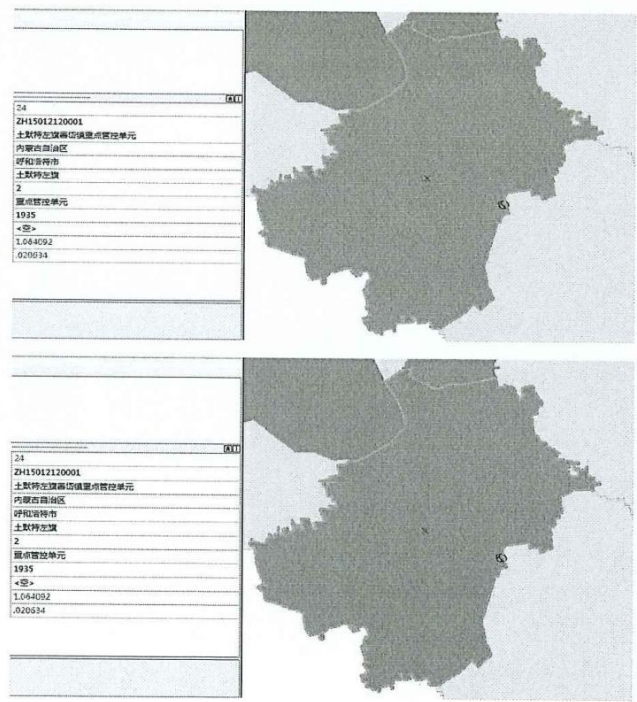 24
ZH15012120001
土默特左旗善岱镇重点管控单元
内蒙古自治区
呼和浩特市
土默特左旗
2
重点管控单元
1935
<空>
1.064092
.020634
24
ZH15012120001
土默特左旗善岱镇重点管控单元
内蒙古自治区
呼和浩特市
土默特左旗
2
重点管控单元
1935
<空>
1.064092
.020634